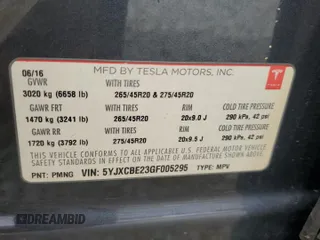 06/16
MFD BY TESLA MOTORS, INC.
GVWR WITH TIRES
3020 kg (6658 lb) 265/45R20 & 275/45R20
GAWR FRT WITH TIRES RIMS COLD TIRE PRESSURE
1470 kg (3241 lb) 265/45R20 20x9.0 J 290 kPa, 42 psi
GAWR RR WITH TIRES RIMS COLD TIRE PRESSURE
1720 kg (3792 lb) 275/45R20 20x9.5 J 290 kPa, 42 psi
THIS VEHICLE CONFORMS TO ALL APPLICABLE FEDERAL MOTOR VEHICLE
SAFETY STANDARDS IN EFFECT ON THE DATE OF MANUFACTURE SHOWN ABOVE.
PNT: PMNG VIN: 5YJXCBE23GF005295 TYPE: MPV
TESLA
AutoBidMaster